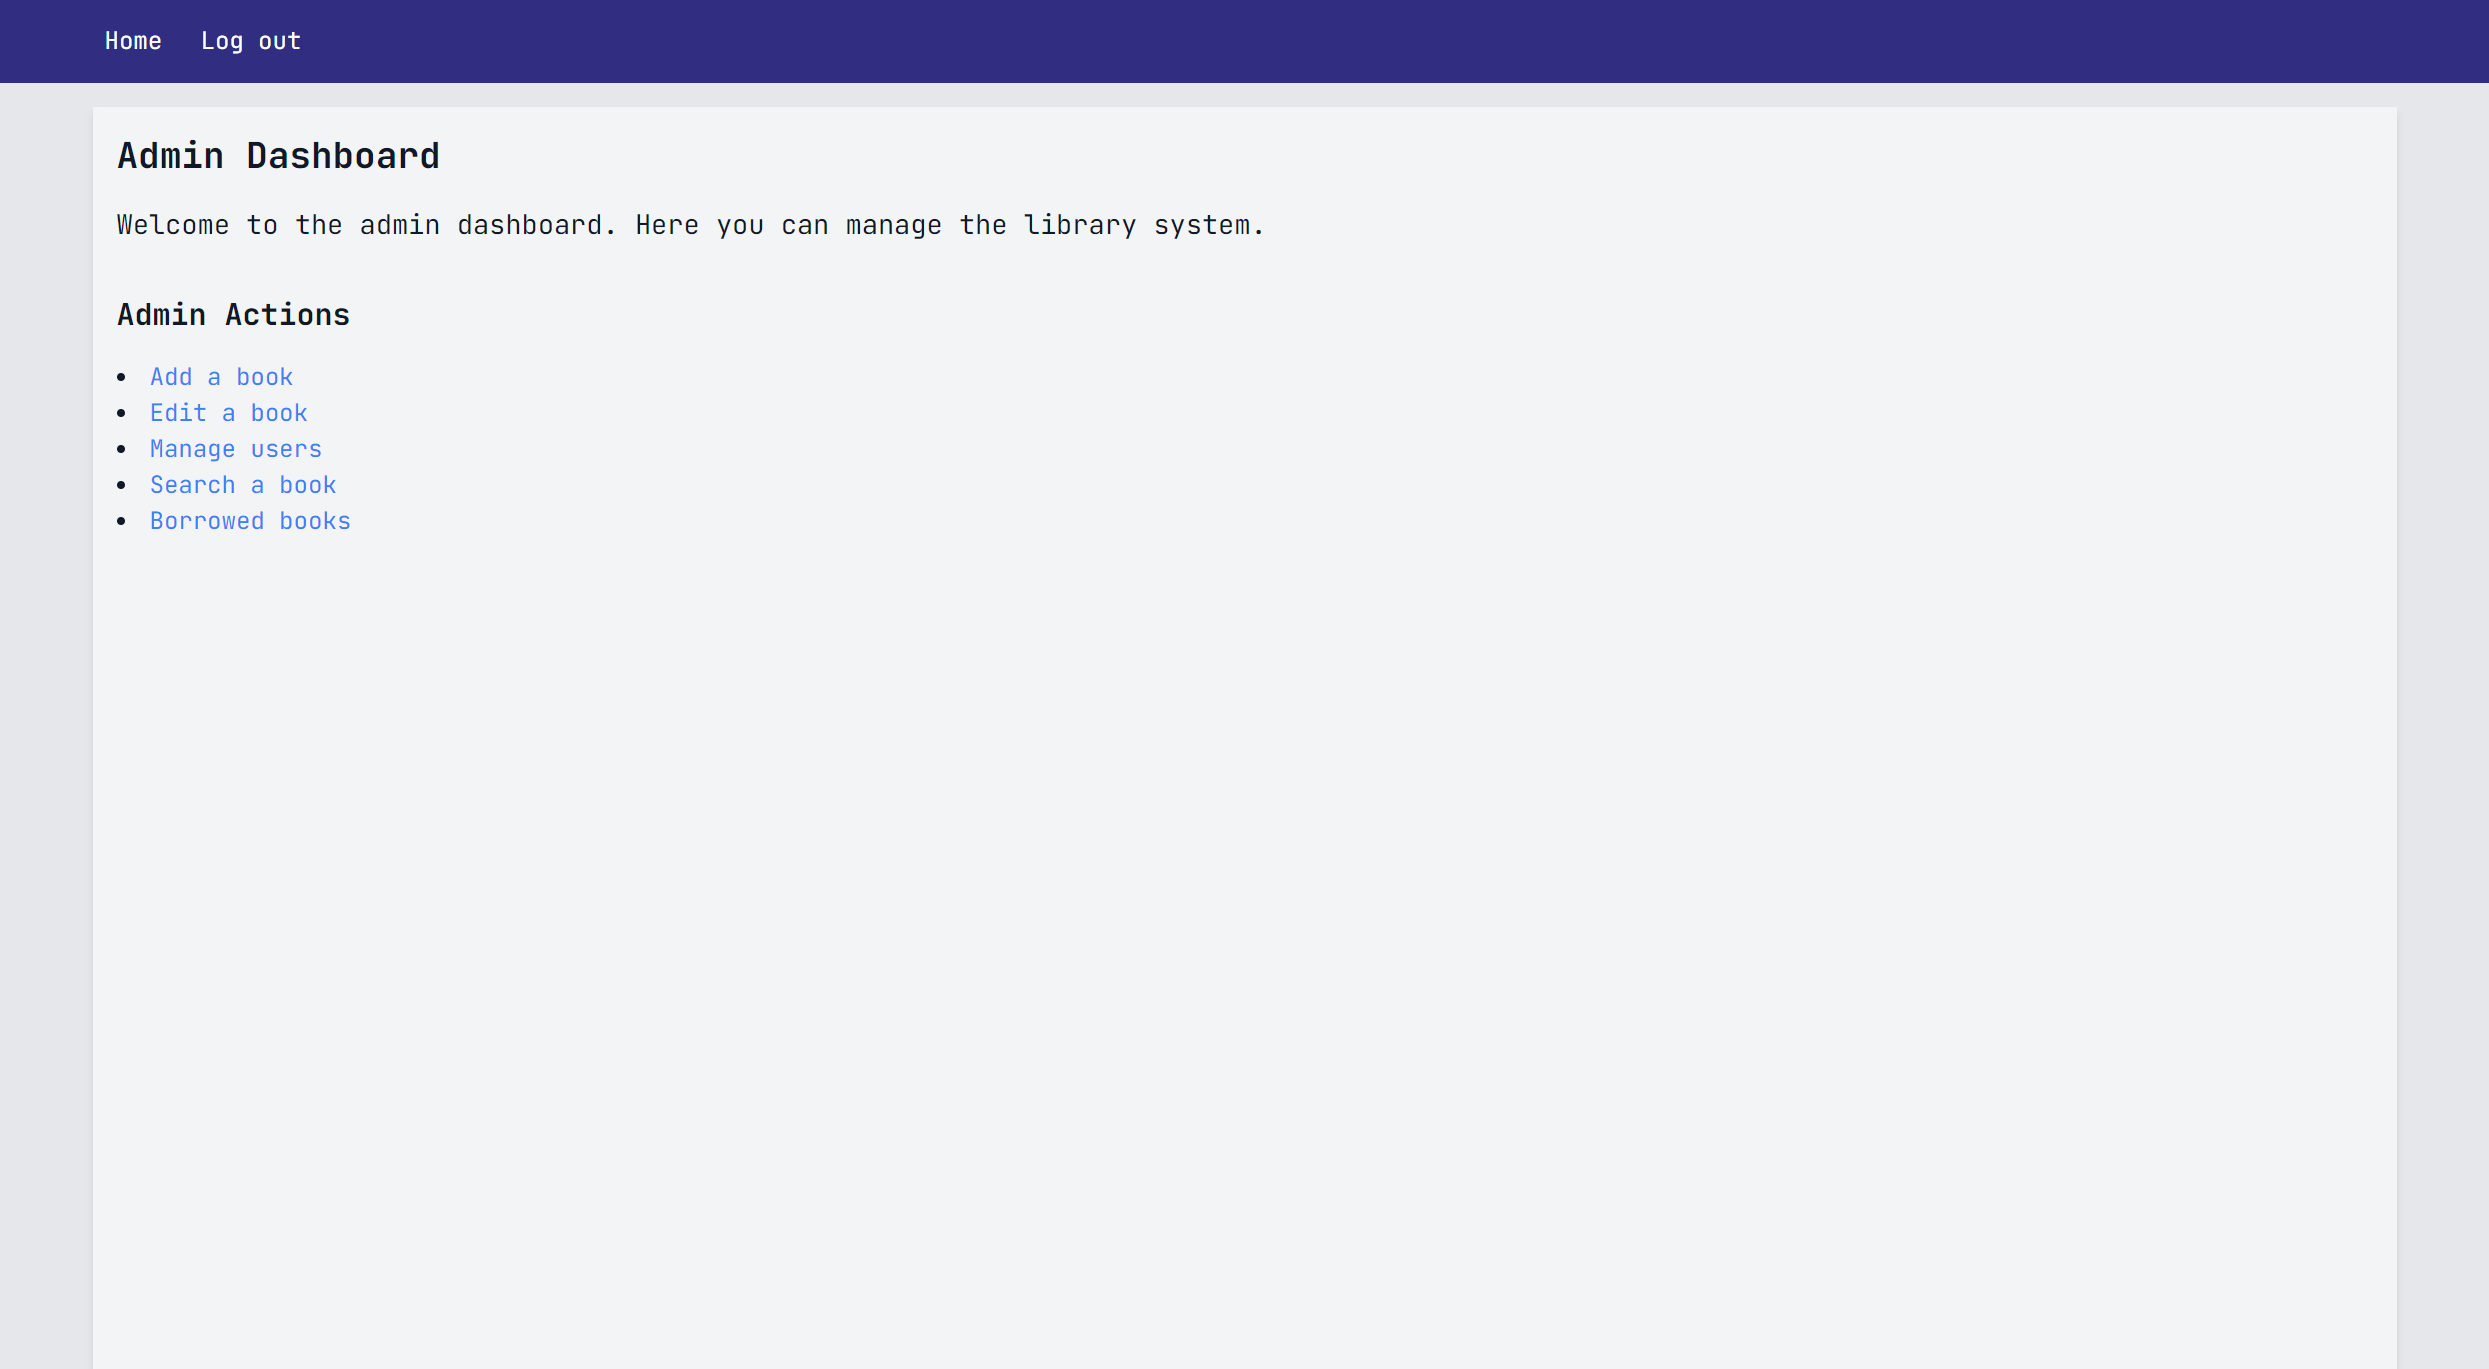 Home Log out
Admin Dashboard
Welcome to the admin dashboard. Here you can manage the library system.
Admin Actions
• Add a book
• Edit a book
• Manage users
• Search a book
• Borrowed books